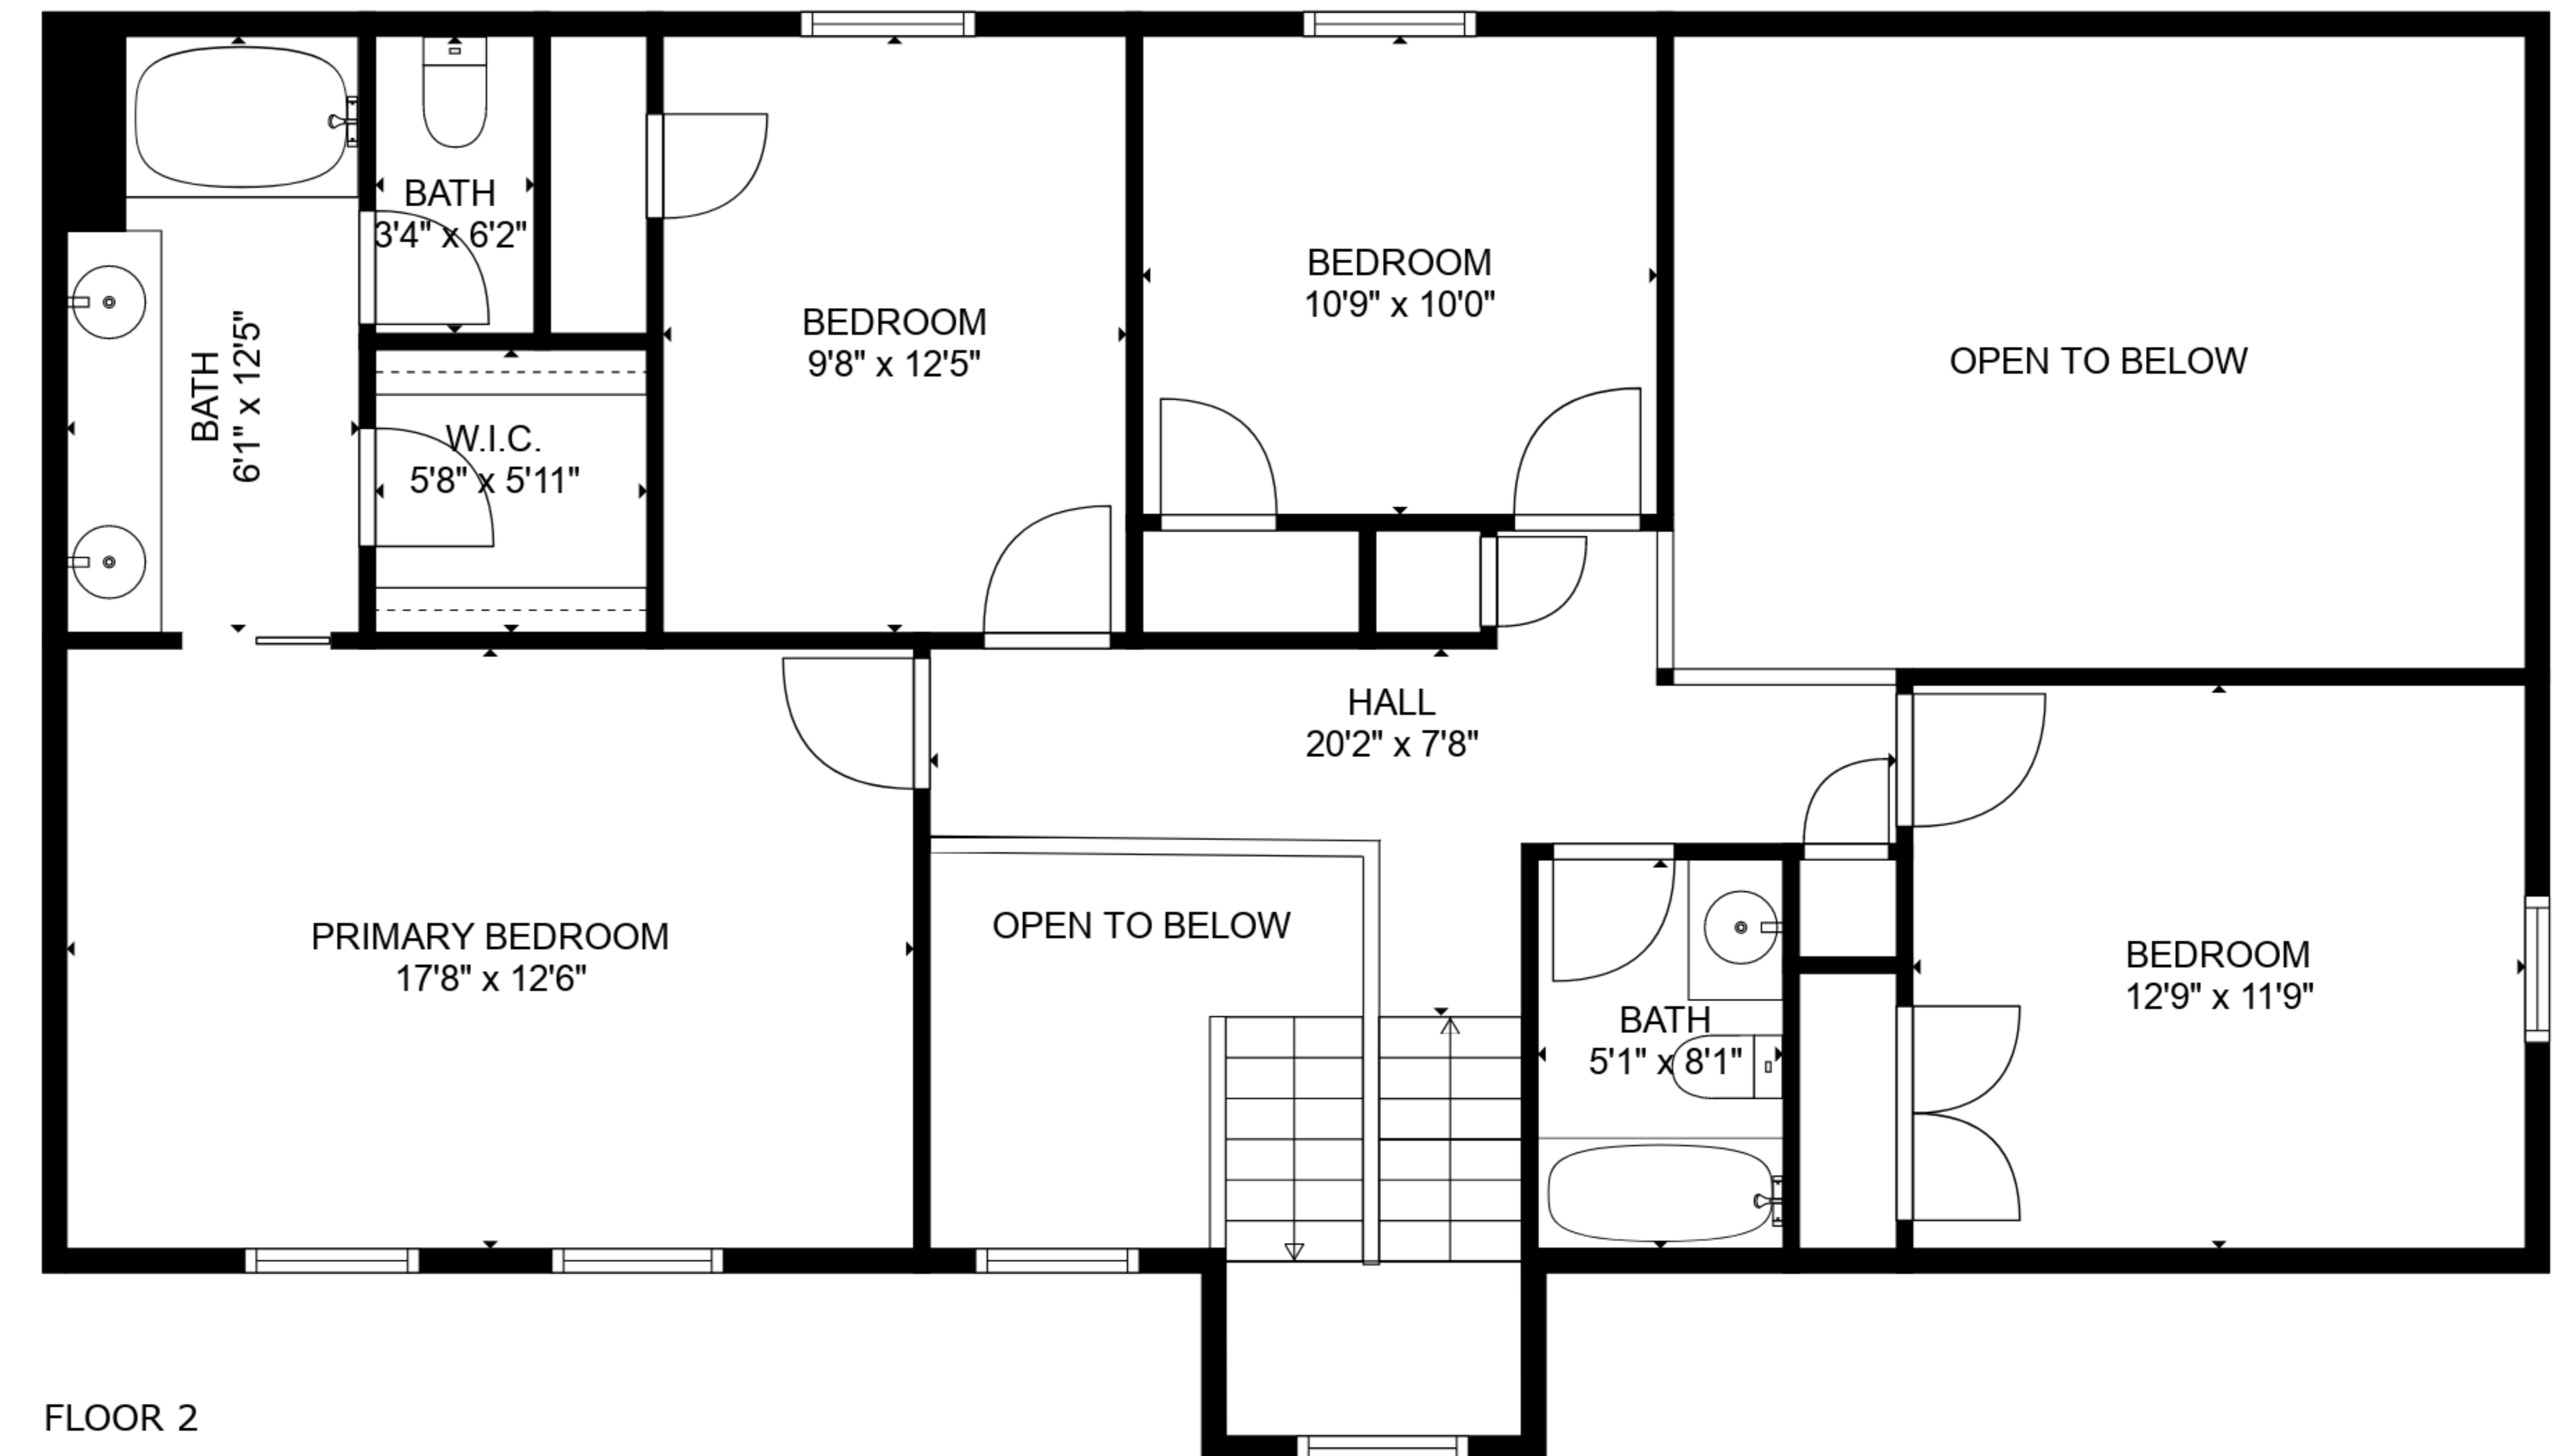 BATH
3'4" x 6'2"
BEDROOM
10'9" x 10'0"
BEDROOM
9'8" x 12'5"
OPEN TO BELOW
BATH
6'1" x 12'5"
W.I.C.
5'8" x 5'11"
HALL
20'2" x 7'8"
PRIMARY BEDROOM
17'8" x 12'6"
OPEN TO BELOW
BATH
5'1" x 8'1"
BEDROOM
12'9" x 11'9"
FLOOR 2